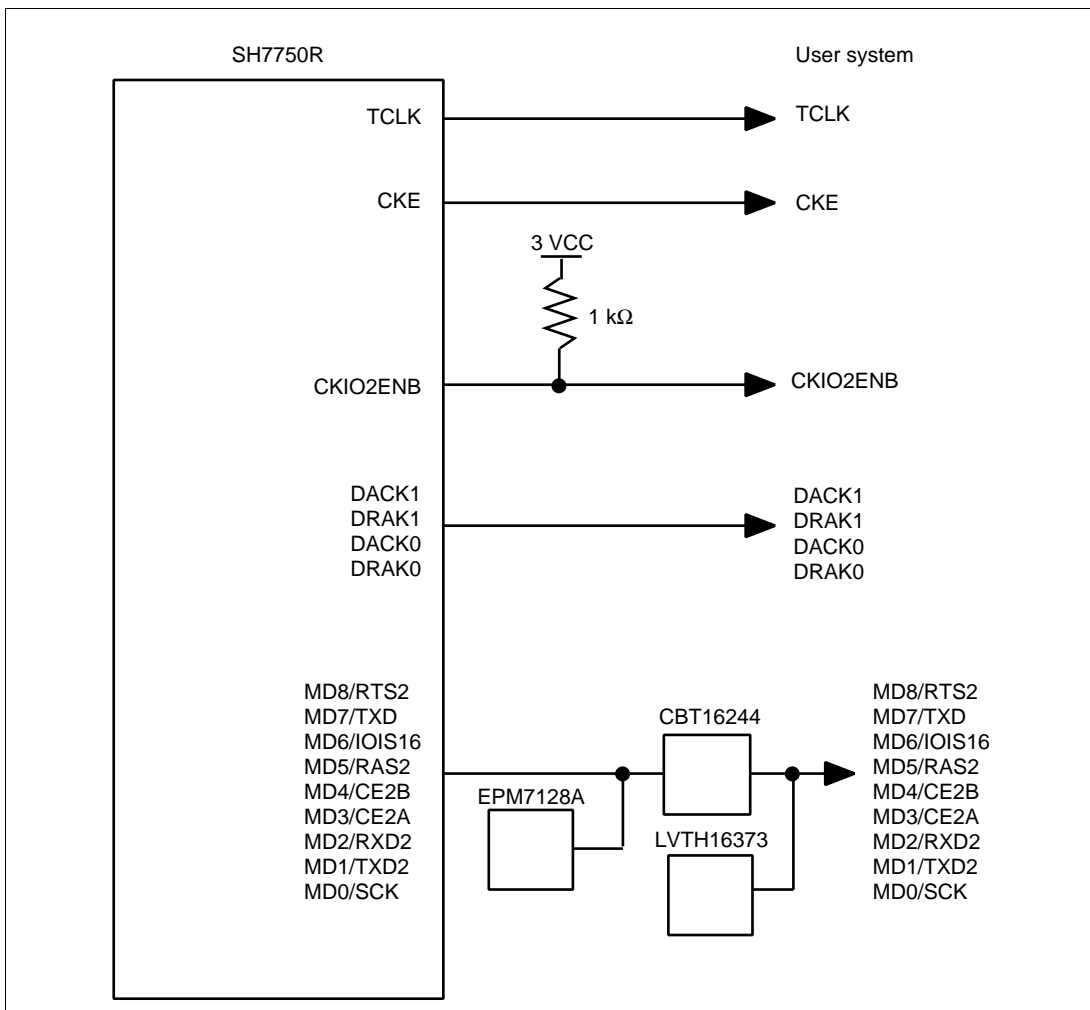 SH7750R
User system
TCLK
TCLK
CKE
CKE
3 VCC
1 kΩ
CKIO2ENB
CKIO2ENB
DACK1
DRAK1
DACK0
DRAK0
DACK1
DRAK1
DACK0
DRAK0
MD8/RTS2
MD7/TXD
MD6/IOIS16
MD5/RAS2
MD4/CE2B
MD3/CE2A
MD2/RXD2
MD1/TXD2
MD0/SCK
EPM7128A
CBT16244
LVTH16373
MD8/RTS2
MD7/TXD
MD6/IOIS16
MD5/RAS2
MD4/CE2B
MD3/CE2A
MD2/RXD2
MD1/TXD2
MD0/SCK